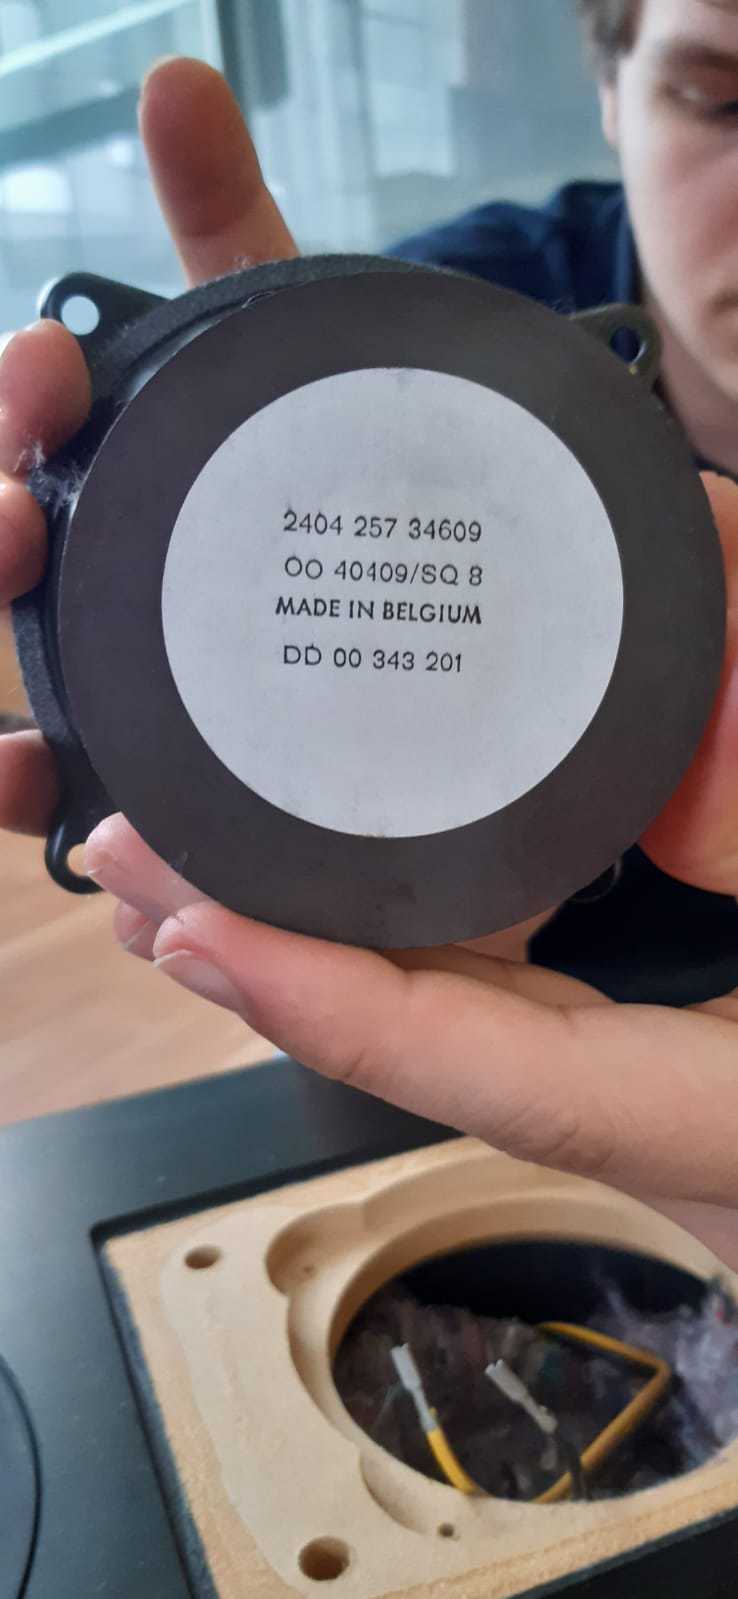 2404 257 34609
OO 40409/SQ 8
MADE IN BELGIUM
DD 00 343 201